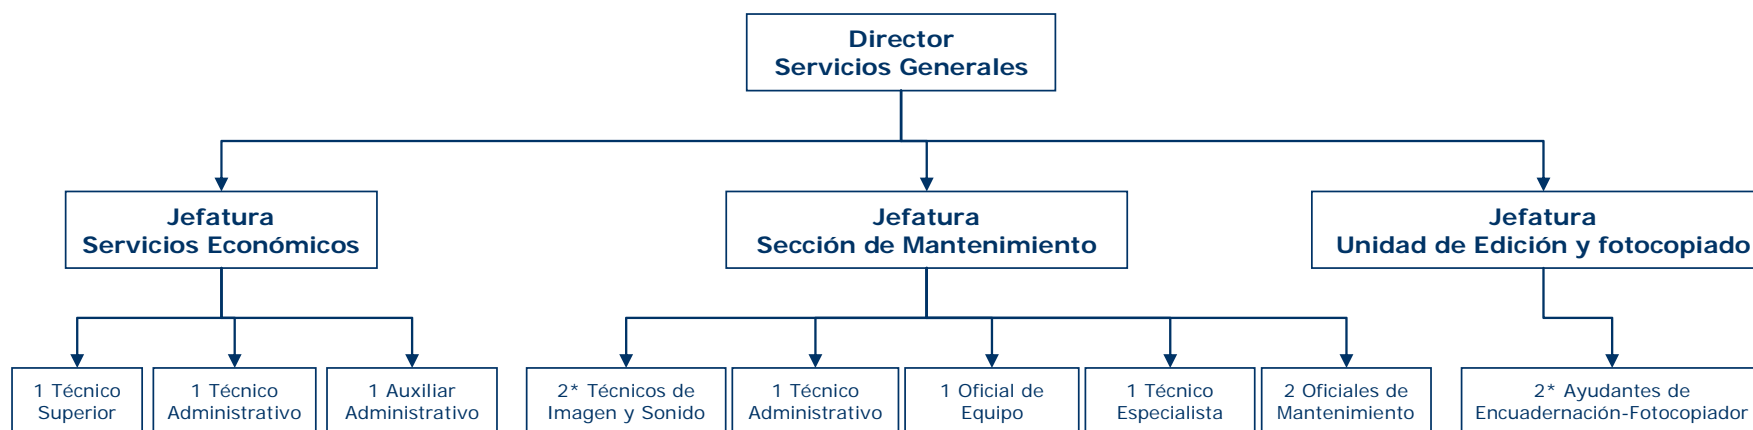 Director
Servicios Generales
Jefatura
Servicios Económicos
Jefatura
Sección de Mantenimiento
Jefatura
Unidad de Edición y fotocopiado
1 Técnico
Superior
1 Técnico
Administrativo
1 Auxiliar
Administrativo
2* Técnicos de
Imagen y Sonido
1 Técnico
Administrativo
1 Oficial de
Equipo
1 Técnico
Especialista
2 Oficiales de
Mantenimiento
2* Ayudantes de
Encuadernación-Fotocopiador